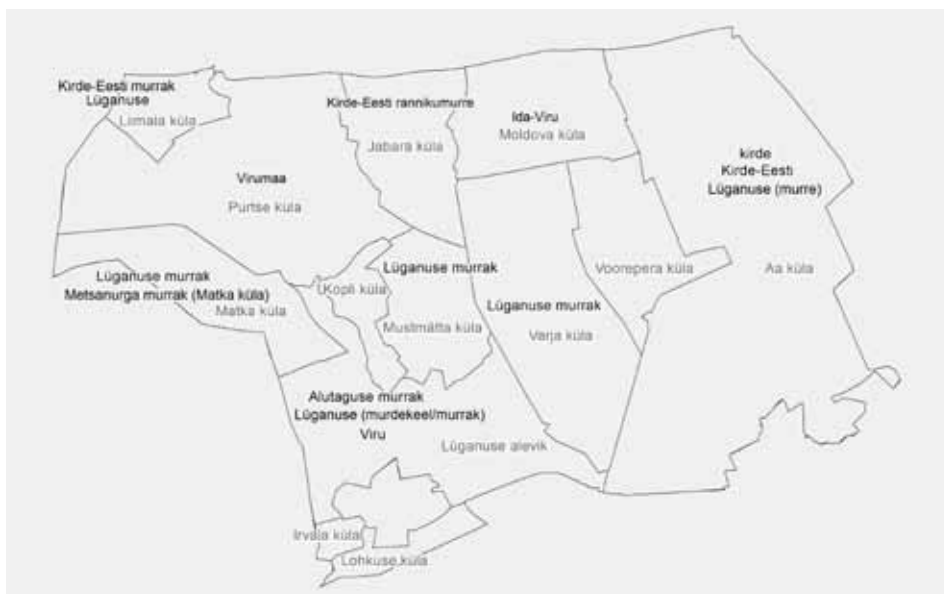 Kirde-Eesti murrak
Lüganuse
Liimala küla
Kirde-Eesti rannikumurre
Jabara küla
Ida-Viru
Moldova küla
kirde
Kirde-Eesti
Lüganuse (murre)
Aa küla
Virumaa
Purtse küla
Lüganuse murrak
Metsanurga murrak (Matka küla)
Matka küla
Kopli küla
Lüganuse murrak
Mustmätta küla
Lüganuse murrak
Varja küla
Voorepera küla
Alutaguse murrak
Lüganuse (murdekeel/murrak)
Viru
Lüganuse alevik
Irvala küla
Lohkuse küla